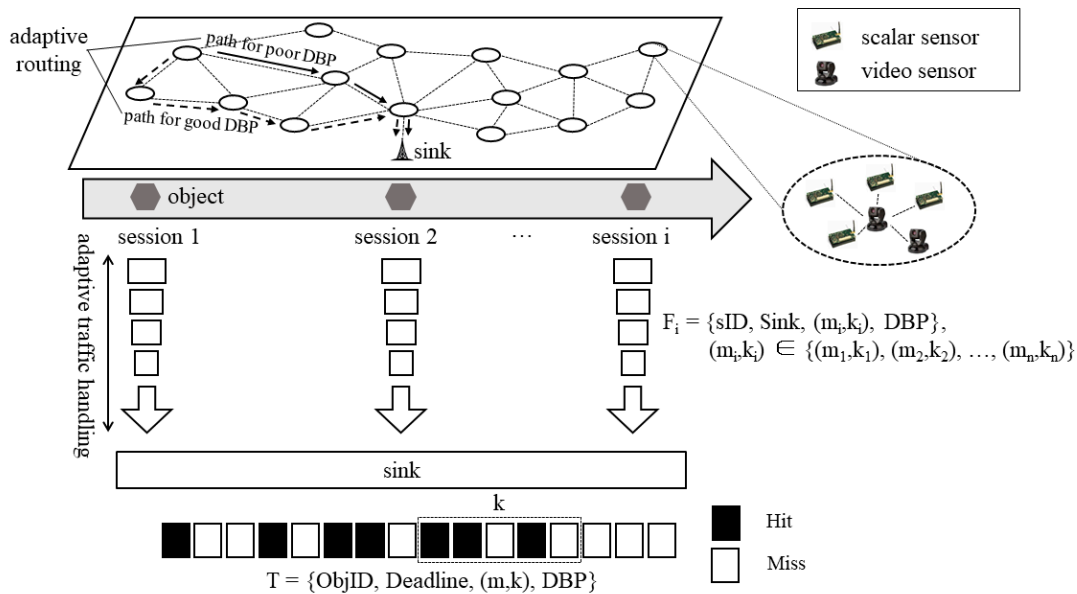 adaptive
routing
path for poor DBP
path for good DBP
sink
scalar sensor
video sensor
object
session 1
session 2
...
session i
adaptive traffic handling
F_i = {sID, Sink, (m_i,k_i), DBP},
(m_i,k_i) ∈ {(m_1,k_1), (m_2,k_2), …, (m_n,k_n)}
sink
k
Hit
Miss
T = {ObjID, Deadline, (m,k), DBP}